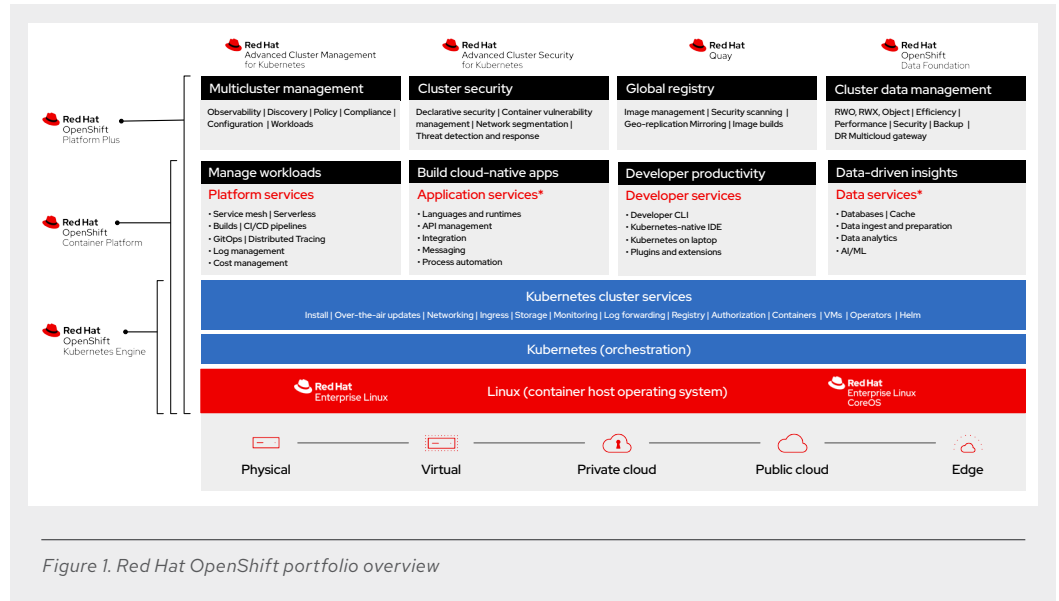 Red Hat
Advanced Cluster Management
for Kubernetes
Red Hat
Advanced Cluster Security
for Kubernetes
Red Hat
Quay
Red Hat
OpenShift
Data Foundation
Red Hat
OpenShift
Platform Plus
Multicluster management
Observability | Discovery | Policy | Compliance |
Configuration | Workloads
Cluster security
Declarative security | Container vulnerability
management | Network segmentation |
Threat detection and response
Global registry
Image management | Security scanning |
Geo-replication Mirroring | Image builds
Cluster data management
RWO, RWX, Object | Efficiency |
Performance | Security | Backup |
DR Multicloud gateway
Red Hat
OpenShift
Container Platform
Manage workloads
Platform services
• Service mesh | Serverless
• Builds | CI/CD pipelines
• GitOps | Distributed Tracing
• Log management
• Cost management
Build cloud-native apps
Application services*
• Languages and runtimes
• API management
• Integration
• Messaging
• Process automation
Developer productivity
Developer services
• Developer CLI
• Kubernetes-native IDE
• Kubernetes on laptop
• Plugins and extensions
Data-driven insights
Data services*
• Databases | Cache
• Data ingest and preparation
• Data analytics
• AI/ML
Red Hat
OpenShift
Kubernetes Engine
Kubernetes cluster services
Install | Over-the-air updates | Networking | Ingress | Storage | Monitoring | Log forwarding | Registry | Authorization | Containers | VMs | Operators | Helm
Kubernetes (orchestration)
Red Hat
Enterprise Linux
Linux (container host operating system)
Red Hat
Enterprise Linux
CoreOS
Physical
Virtual
Private cloud
Public cloud
Edge
Figure 1. Red Hat OpenShift portfolio overview